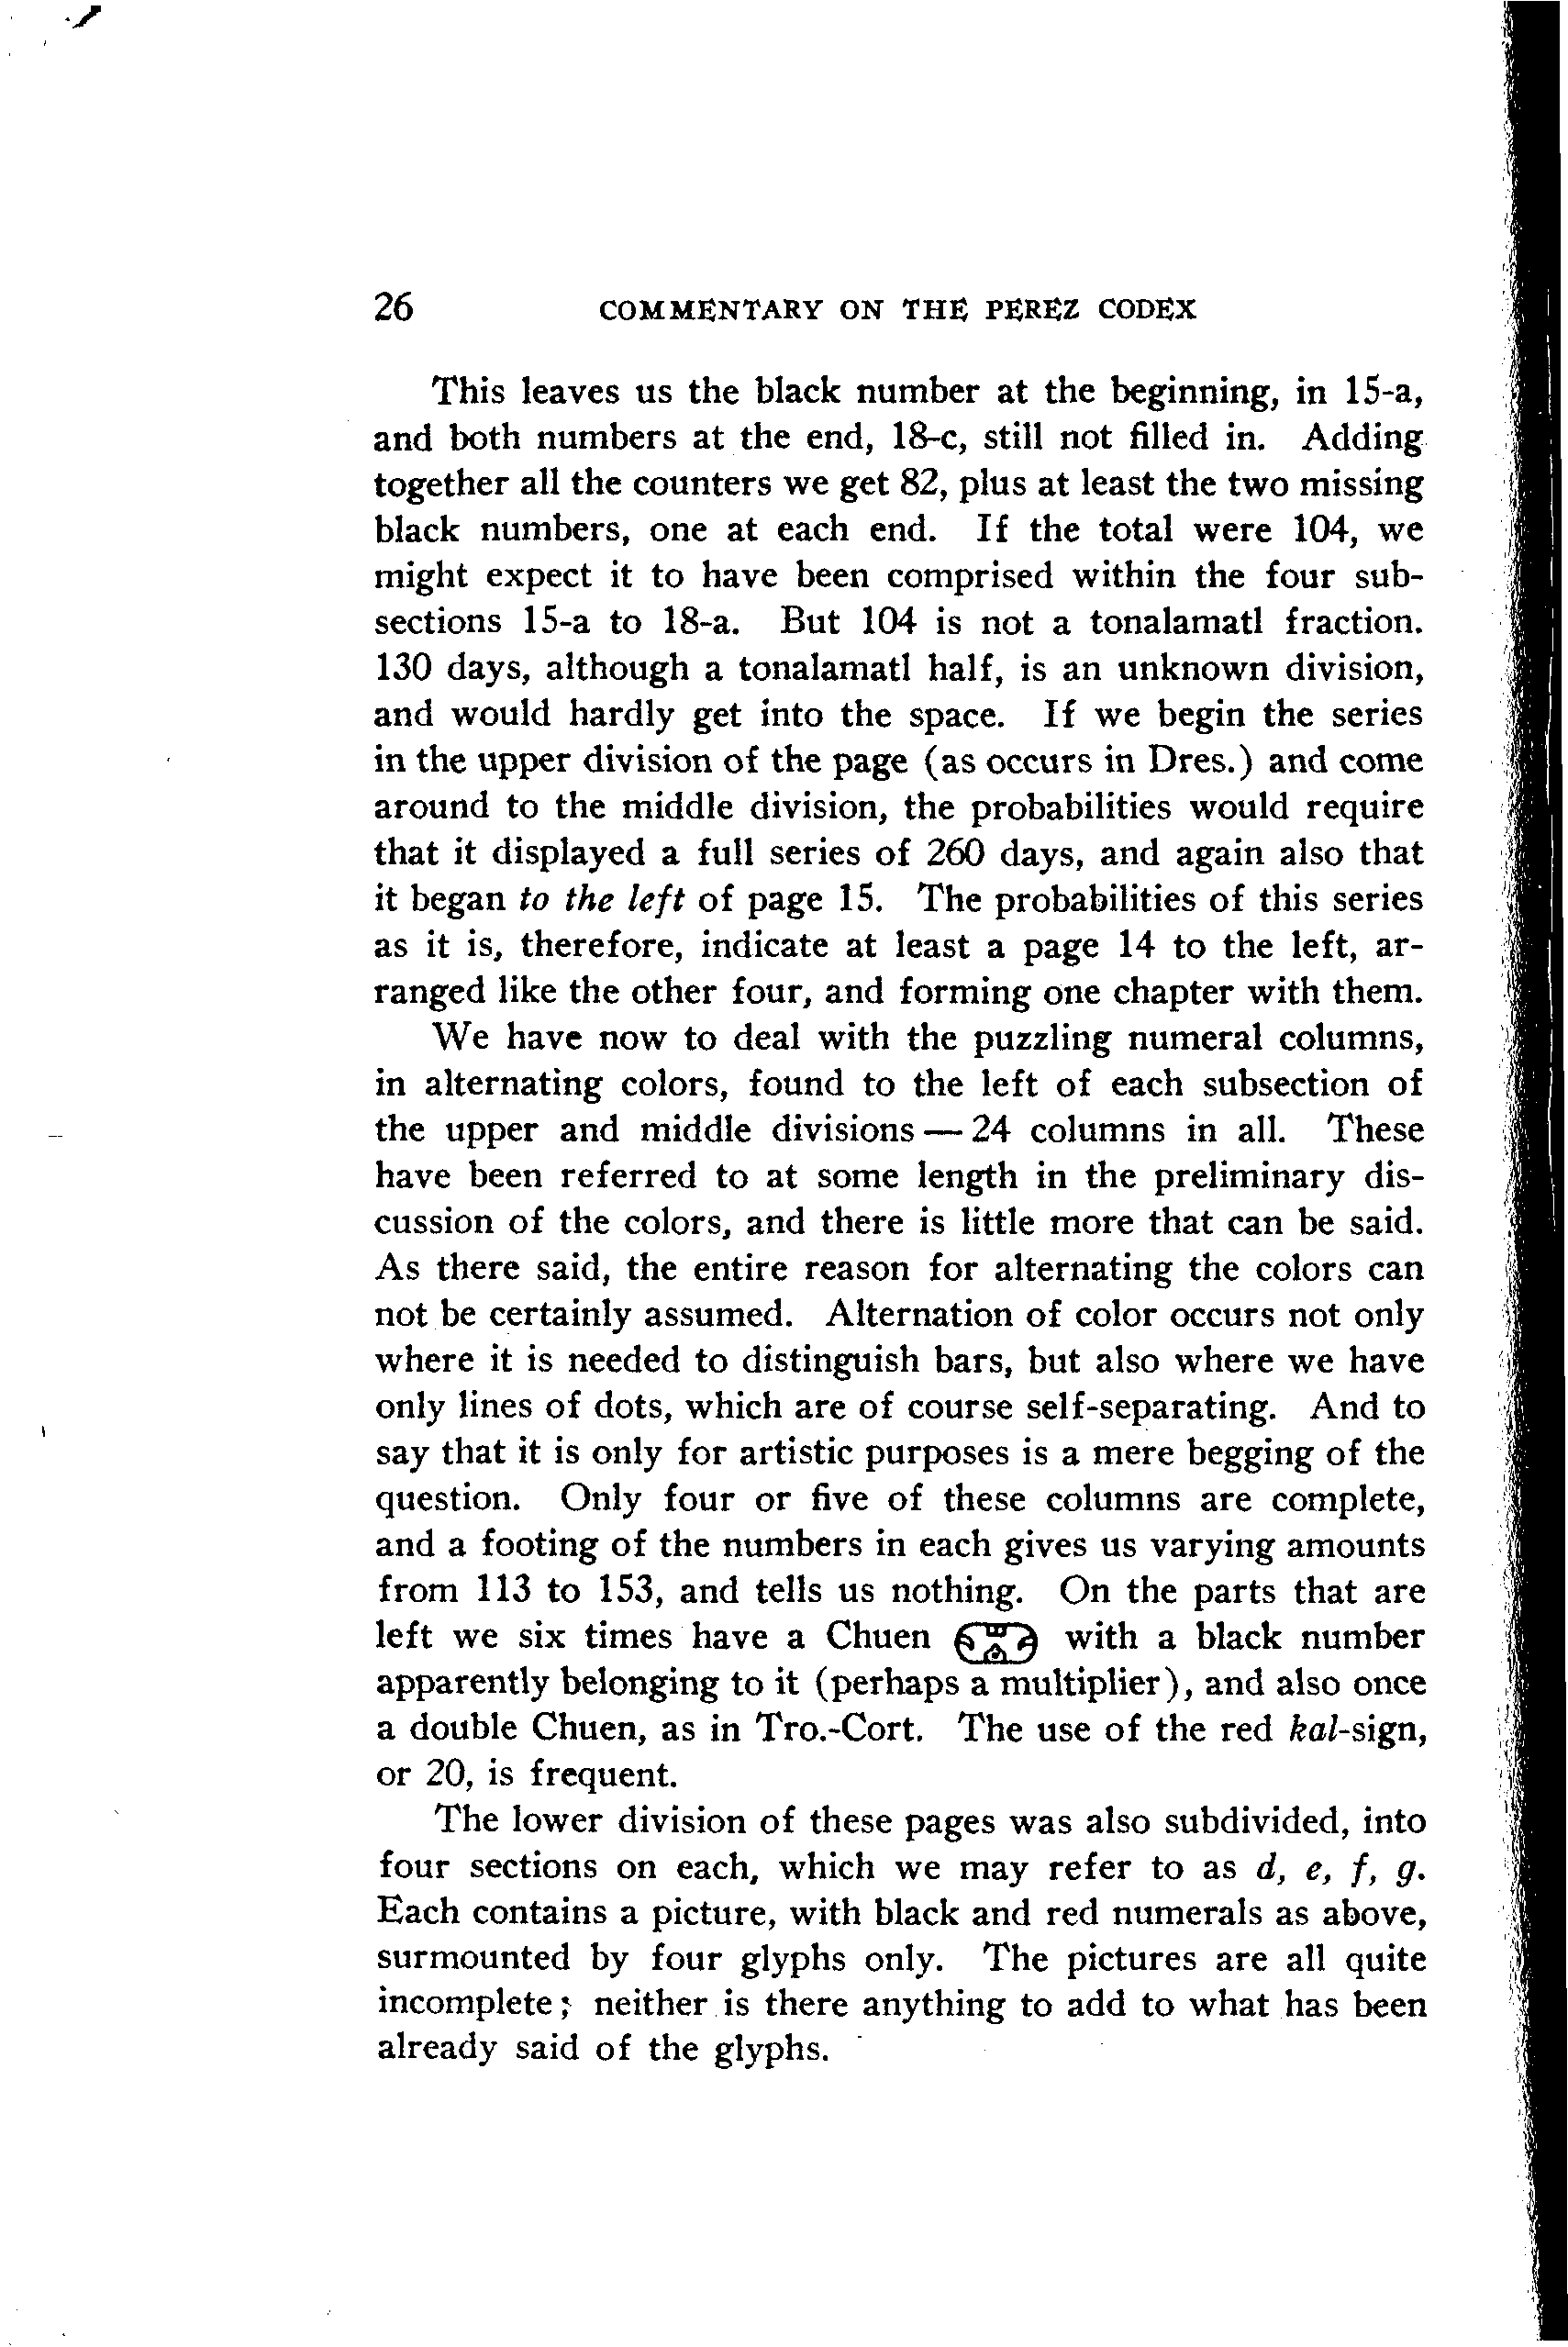 26 COMMENTARY ON THE PEREZ CODEX
This leaves us the black number at the beginning, in 15-a,
and both numbers at the end, 18-c, still not filled in. Adding
together all the counters we get 82, plus at least the two missing
black numbers, one at each end. If the total were 104, we
might expect it to have been comprised within the four sub-
sections 15-a to 18-a. But 104 is not a tonalamatl fraction.
130 days, although a tonalamatl half, is an unknown division,
and would hardly get into the space. If we begin the series
in the upper division of the page (as occurs in Dres.) and come
around to the middle division, the probabilities would require
that it displayed a full series of 260 days, and again also that
it began to the left of page 15. The probabilities of this series
as it is, therefore, indicate at least a page 14 to the left, ar-
ranged like the other four, and forming one chapter with them.
We have now to deal with the puzzling numeral columns,
in alternating colors, found to the left of each subsection of
the upper and middle divisions — 24 columns in all. These
have been referred to at some length in the preliminary dis-
cussion of the colors, and there is little more that can be said.
As there said, the entire reason for alternating the colors can
not be certainly assumed. Alternation of color occurs not only
where it is needed to distinguish bars, but also where we have
only lines of dots, which are of course self-separating. And to
say that it is only for artistic purposes is a mere begging of the
question. Only four or five of these columns are complete,
and a footing of the numbers in each gives us varying amounts
from 113 to 153, and tells us nothing. On the parts that are
left we six times have a Chuen with a black number
apparently belonging to it (perhaps a multiplier), and also once
a double Chuen, as in Tro.-Cort. The use of the red kal-sign,
or 20, is frequent.
The lower division of these pages was also subdivided, into
four sections on each, which we may refer to as d, e, f, g.
Each contains a picture, with black and red numerals as above,
surmounted by four glyphs only. The pictures are all quite
incomplete; neither is there anything to add to what has been
already said of the glyphs.